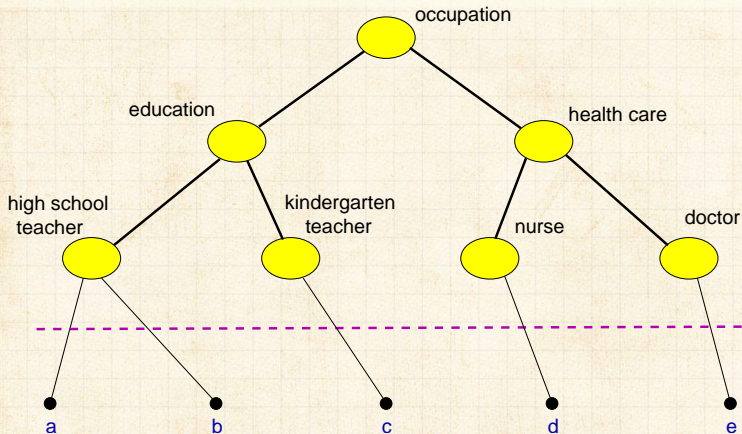 occupation
education
health care
high school
teacher
kindergarten
teacher
nurse
doctor
a
b
c
d
e